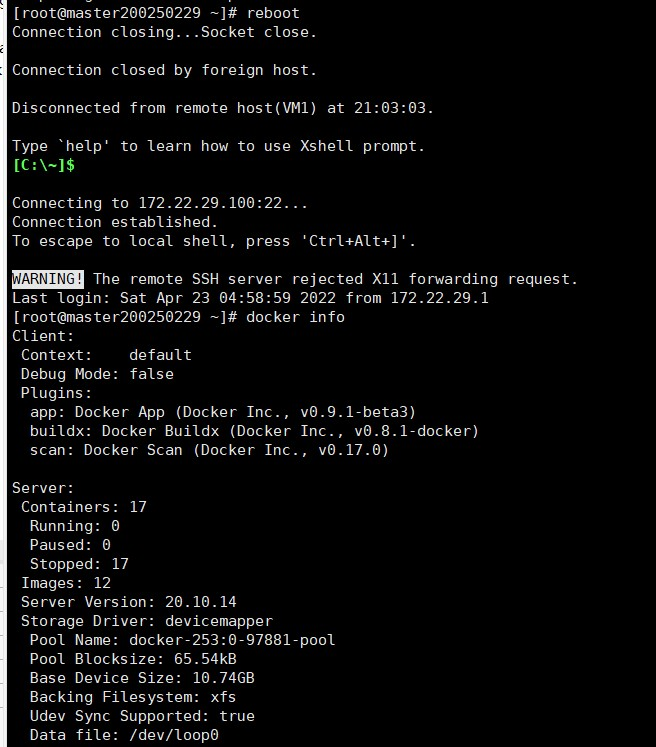 [root@master200250229 ~]# reboot
Connection closing...Socket close.
Connection closed by foreign host.
Disconnected from remote host(VM1) at 21:03:03.
Type `help' to learn how to use Xshell prompt.
[C:\~]$
Connecting to 172.22.29.100:22...
Connection established.
To escape to local shell, press 'Ctrl+Alt+]'.
WARNING! The remote SSH server rejected X11 forwarding request.
Last login: Sat Apr 23 04:58:59 2022 from 172.22.29.1
[root@master200250229 ~]# docker info
Client:
 Context:    default
 Debug Mode: false
 Plugins:
  app: Docker App (Docker Inc., v0.9.1-beta3)
  buildx: Docker Buildx (Docker Inc., v0.8.1-docker)
  scan: Docker Scan (Docker Inc., v0.17.0)
Server:
 Containers: 17
  Running: 0
  Paused: 0
  Stopped: 17
 Images: 12
 Server Version: 20.10.14
 Storage Driver: devicemapper
  Pool Name: docker-253:0-97881-pool
  Pool Blocksize: 65.54kB
  Base Device Size: 10.74GB
  Backing Filesystem: xfs
  Udev Sync Supported: true
  Data file: /dev/loop0